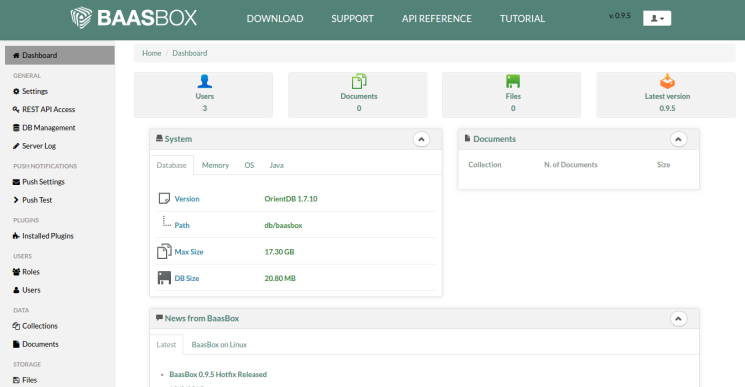 BAASBOX
DOWNLOAD SUPPORT API REFERENCE TUTORIAL
v. 0.9.5
Dashboard
GENERAL
Settings
REST API Access
DB Management
Server Log
PUSH NOTIFICATIONS
Push Settings
Push Test
PLUGINS
Installed Plugins
USERS
Roles
Users
DATA
Collections
Documents
STORAGE
Files
Home / Dashboard
Users
3
Documents
0
Files
0
Latest version
0.9.5
System
Database Memory OS Java
Version OrientDB 1.7.10
Path db/baasbox
Max Size 17.30 GB
DB Size 20.80 MB
Documents
Collection N. of Documents Size
News from BaasBox
Latest BaasBox on Linux
BaasBox 0.9.5 Hotfix Released